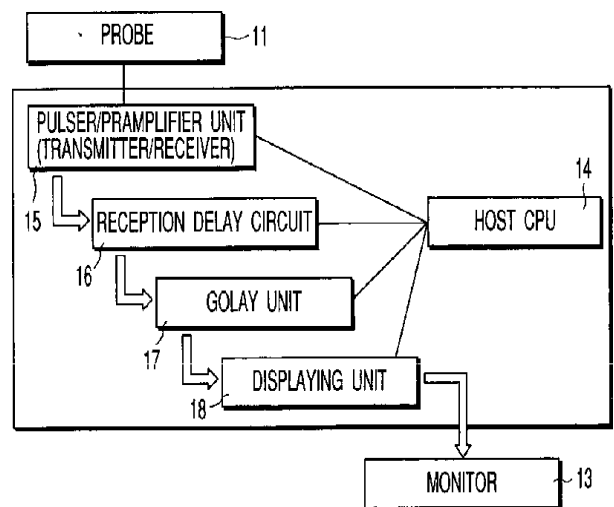 PROBE
11
PULSER/PRAMPLIFIER UNIT
(TRANSMITTER/RECEIVER)
14
15
RECEPTION DELAY CIRCUIT
HOST CPU
16
GOLAY UNIT
17
DISPLAYING UNIT
18
MONITOR
13